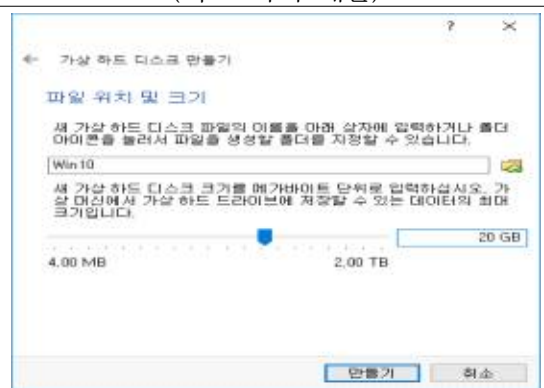 ? ×
← 가상 하드 디스크 만들기
파일 위치 및 크기
새 가상 하드 디스크 파일의 이름을 아래 상자에 입력하거나 폴더
아이콘을 눌러서 파일을 생성할 폴더를 지정할 수 있습니다.
Win10
새 가상 하드 디스크 크기를 메가바이트 단위로 입력하십시오. 가
상 머신에서 가상 하드 드라이브에 저장할 수 있는 데이터의 최대
크기입니다.
20 GB
4.00 MB 2.00 TB
만들기 취소